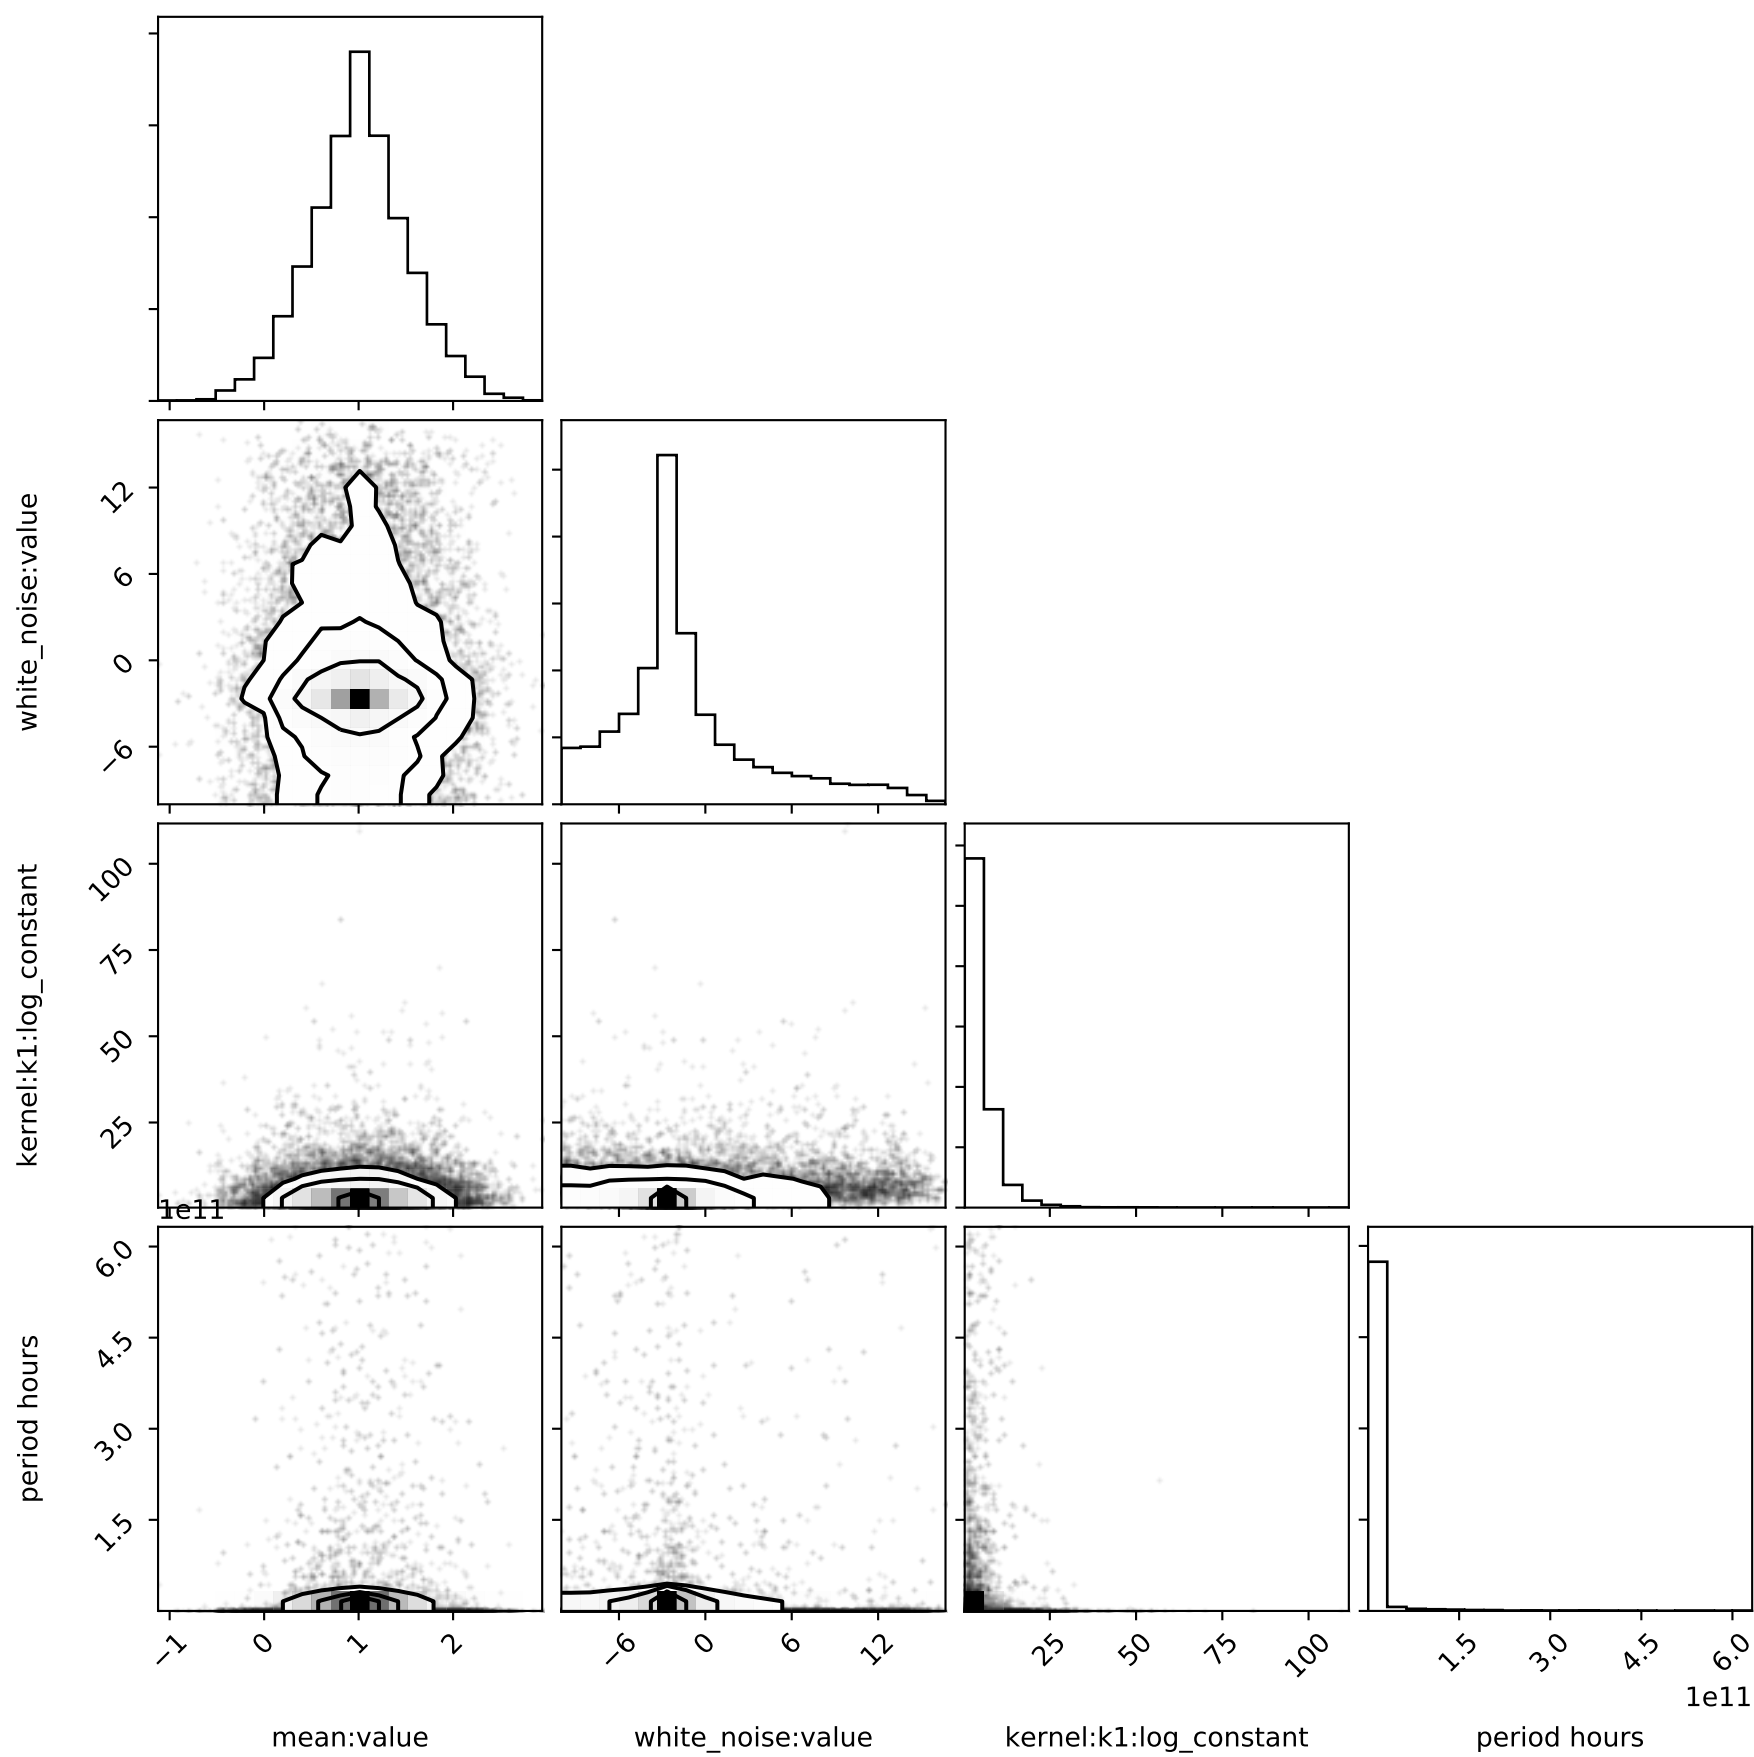 white_noise:value
12
6
0
−6
kernel:k1:log_constant
100
75
50
25
1e11
period hours
6.0
4.5
3.0
1.5
−1 0 1 2
−6 0 6 12
25 50 75 100
1.5 3.0 4.5 6.0
1e11
mean:value white_noise:value kernel:k1:log_constant period hours